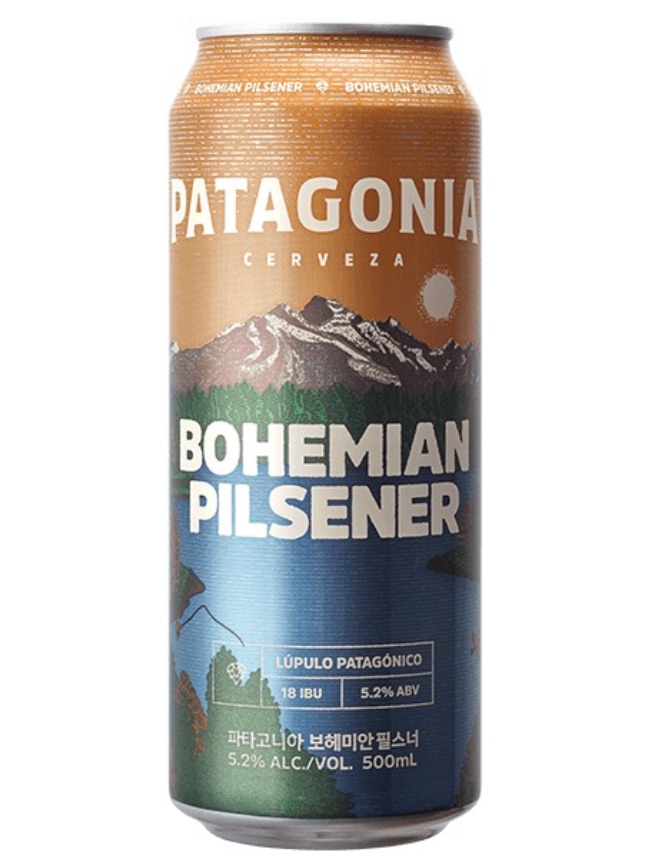 BOHEMIAN PILSENER BOHEMIAN PILSENER
PATAGONIA
CERVEZA
BOHEMIAN
PILSENER
LÚPULO PATAGÓNICO
18 IBU 5.2% ABV
파타고니아 보헤미안필스너
5.2% ALC./VOL. 500mL